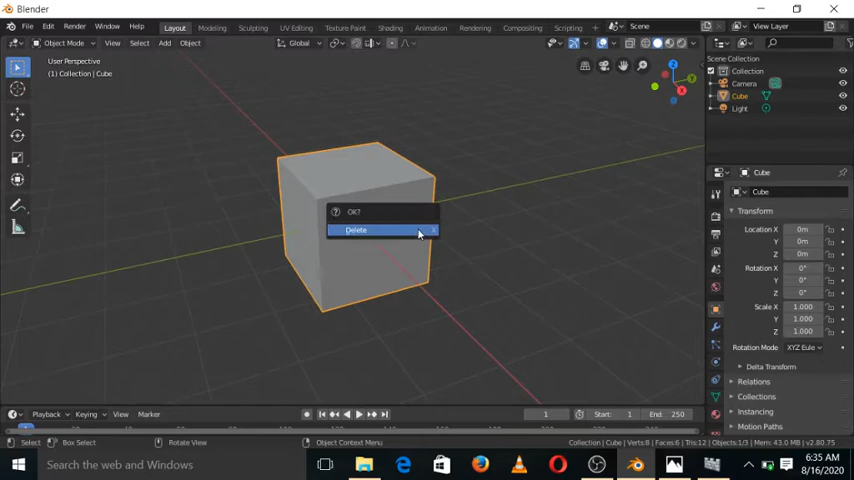 Blender
File Edit Render Window Help Layout Modeling Sculpting UV Editing Texture Paint Shading Animation Rendering Compositing Scripting Scene View Layer
Object Mode View Select Add Object Global
User Perspective
(1) Collection | Cube
Z
Y
X
Scene Collection
Collection
Camera
Cube
Light
OK?
Delete X
Cube
Cube
Transform
Location X 0m
Y 0m
Z 0m
Rotation X 0°
Y 0°
Z 0°
Scale X 1.000
Y 1.000
Z 1.000
Rotation Mode XYZ Eule
Delta Transform
Relations
Collections
Instancing
Motion Paths
Playback Keying View Marker 1 Start: 1 End: 250
Select Box Select Rotate View Object Context Menu Collection | Cube | Verts:8 | Faces:6 | Tris:12 | Objects:1/3 | Mem: 43.0 MB | v2.80.75
Search the web and Windows
6:35 AM
8/16/2020